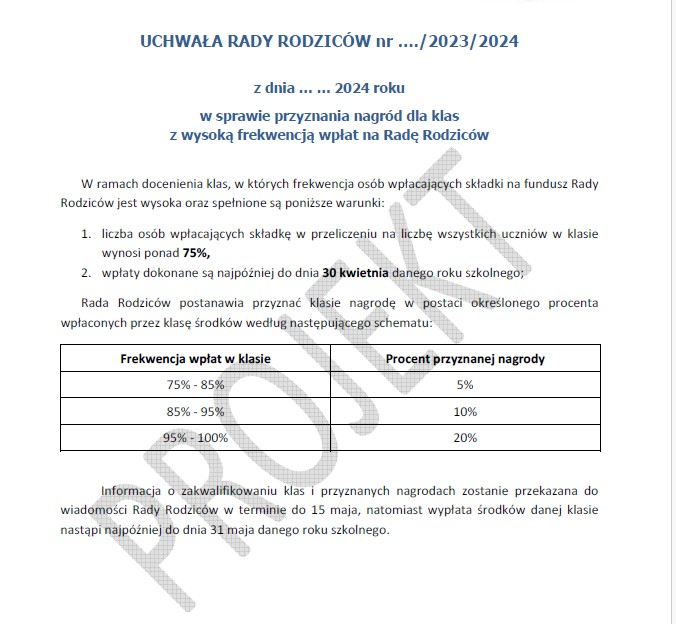 UCHWAŁA RADY RODZICÓW nr …./2023/2024
z dnia … … 2024 roku
w sprawie przyznania nagród dla klas
z wysoką frekwencją wpłat na Radę Rodziców
W ramach docenienia klas, w których frekwencja osób wpłacających składki na fundusz Rady
Rodziców jest wysoka oraz spełnione są poniższe warunki:
1. liczba osób wpłacających składkę w przeliczeniu na liczbę wszystkich uczniów w klasie
wynosi ponad 75%,
2. wpłaty dokonane są najpóźniej do dnia 30 kwietnia danego roku szkolnego;
Rada Rodziców postanawia przyznać klasie nagrodę w postaci określonego procenta
wpłaconych przez klasę środków według następującego schematu:
Frekwencja wpłat w klasie Procent przyznanej nagrody
75% - 85% 5%
85% - 95% 10%
95% - 100% 20%
Informacja o zakwalifikowaniu klas i przyznanych nagrodach zostanie przekazana do
wiadomości Rady Rodziców w terminie do 15 maja, natomiast wypłata środków danej klasie
nastąpi najpóźniej do dnia 31 maja danego roku szkolnego.
PROJEKT